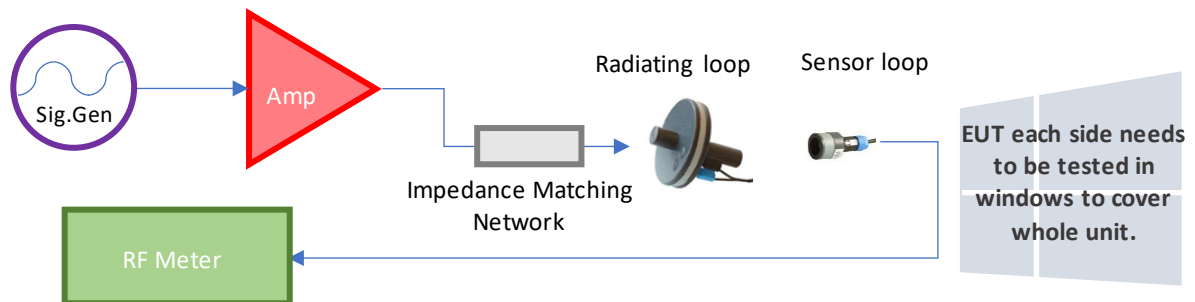 Sig.Gen
Amp
Impedance Matching
Network
Radiating loop
Sensor loop
EUT each side needs
to be tested in
windows to cover
whole unit.
RF Meter